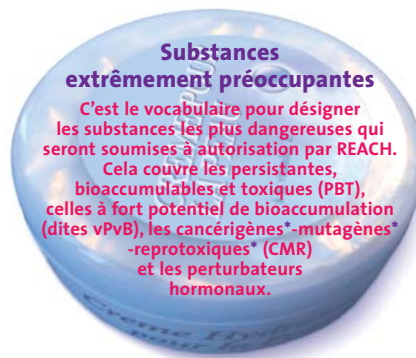 Substances
extrêmement préoccupantes
C'est le vocabulaire pour désigner
les substances les plus dangereuses qui
seront soumises à autorisation par REACH.
Cela couvre les persistantes,
bioaccumulables et toxiques (PBT),
celles à fort potentiel de bioaccumulation
(dites vPvB), les cancérigènes*-mutagènes*
-reprotoxiques* (CMR)
et les perturbateurs
hormonaux.